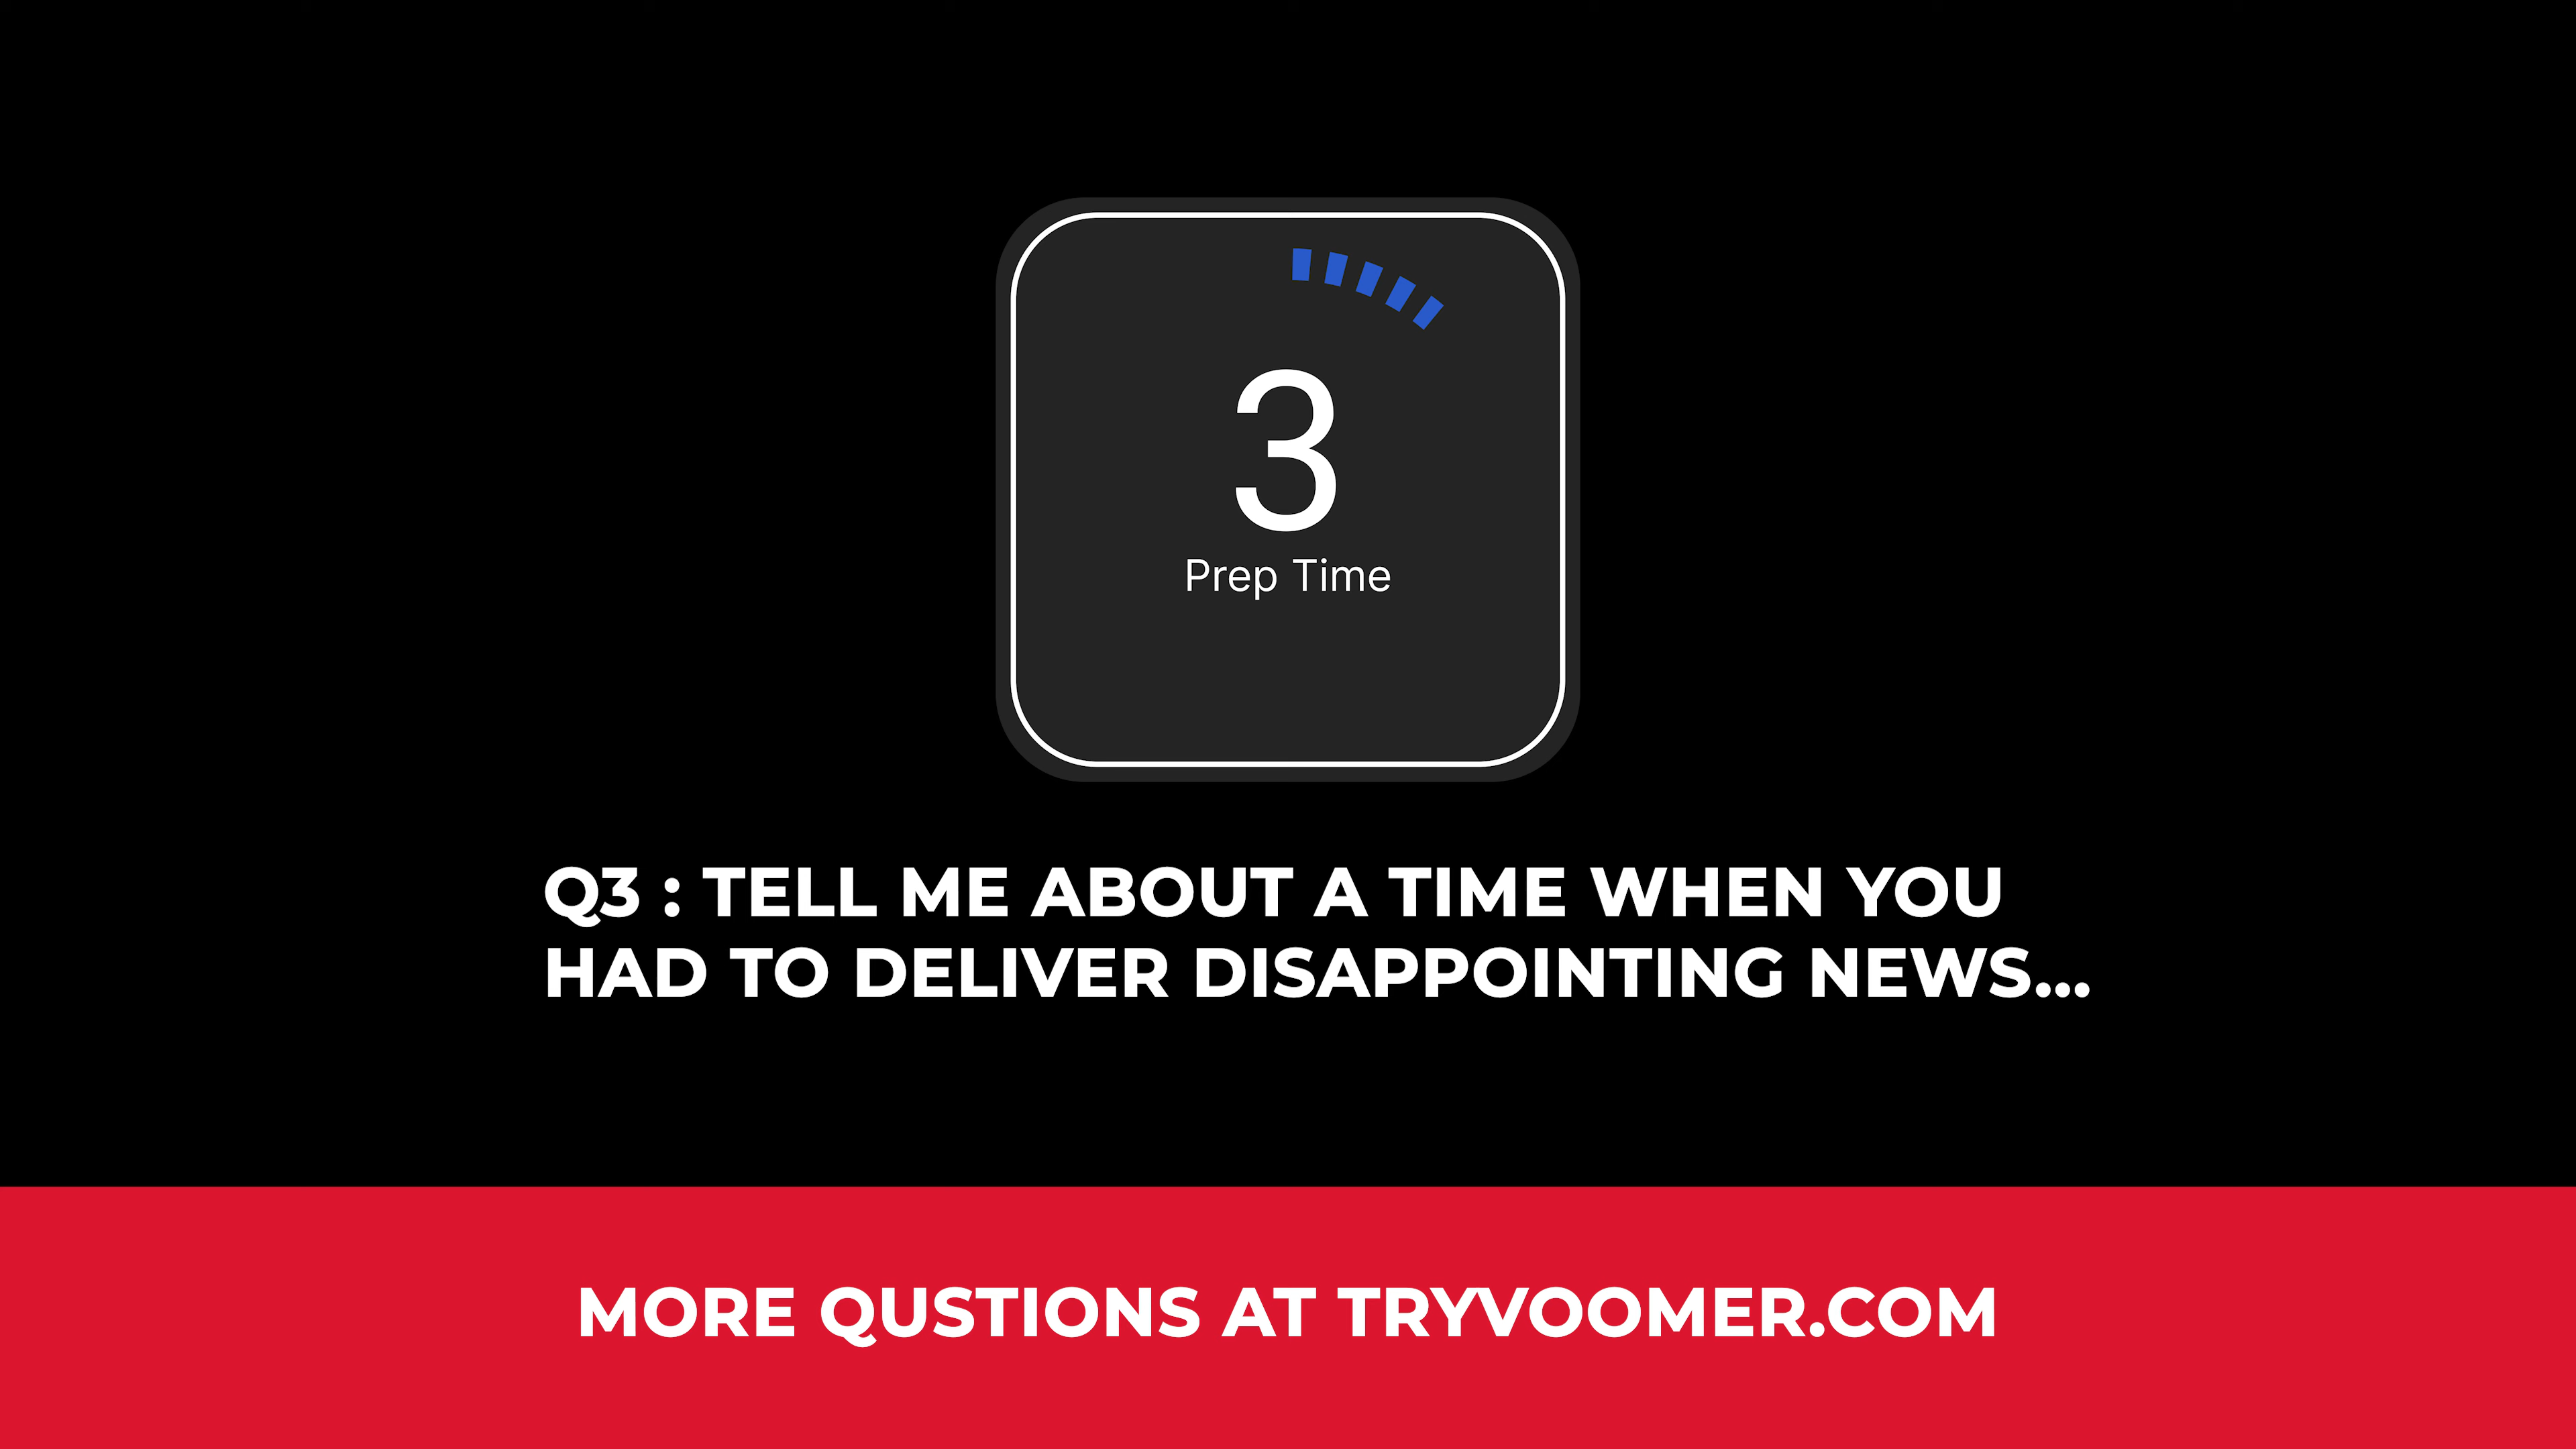 3
Prep Time
Q3 : TELL ME ABOUT A TIME WHEN YOU
HAD TO DELIVER DISAPPOINTING NEWS...
MORE QUSTIONS AT TRYVOOMER.COM